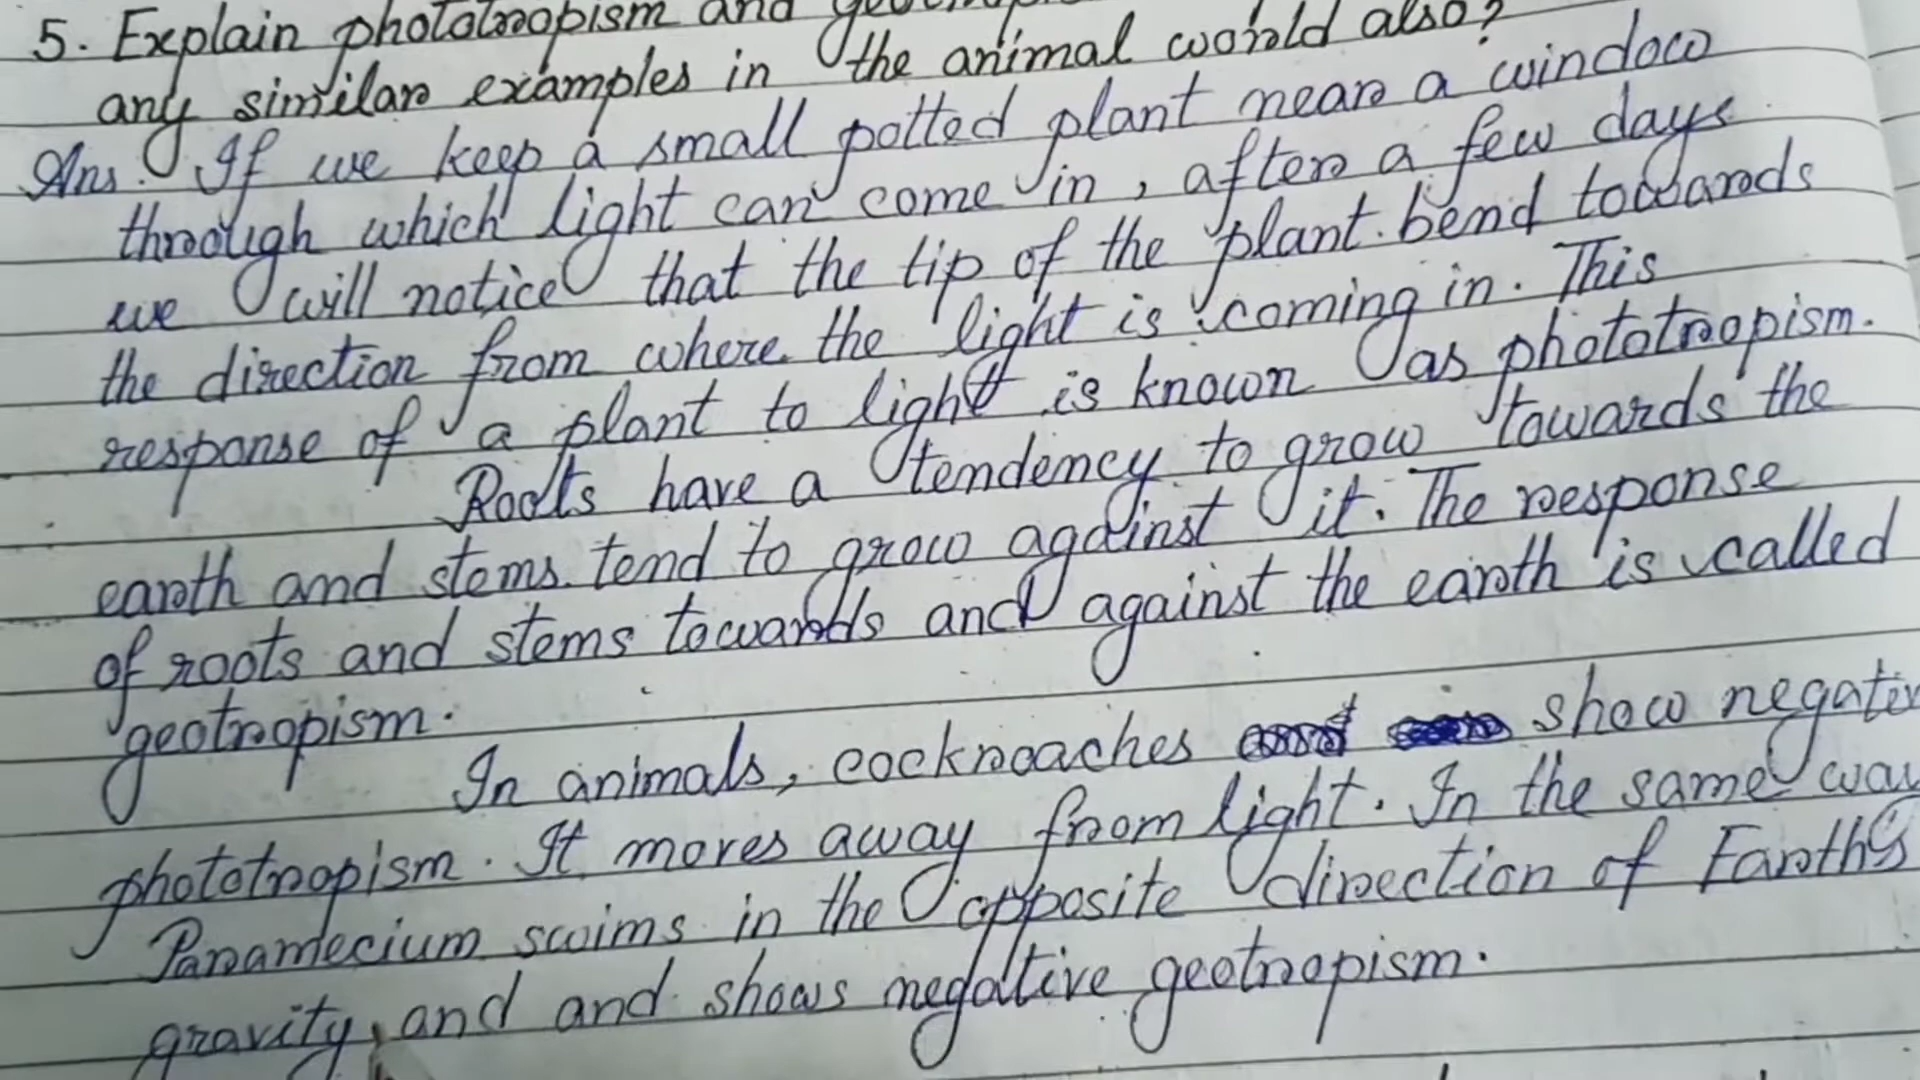 5. Explain phototropism and
any similar examples in the animal world also?
Ans. If we keep a small potted plant near a window
through which light can come in, after a few days
we will notice that the tip of the plant bend towards
the direction from where the light is coming in. This
response of a plant to light is known as phototropism.
Roots have a tendency to grow towards the
earth and stems tend to grow against it. The response
of roots and stems towards and against the earth is called
geotropism.
In animals, cockroaches show
phototropism. It moves away from light. In the same
Paramecium swims in the opposite direction of Earth's
gravity, and and shows negative geotropism.